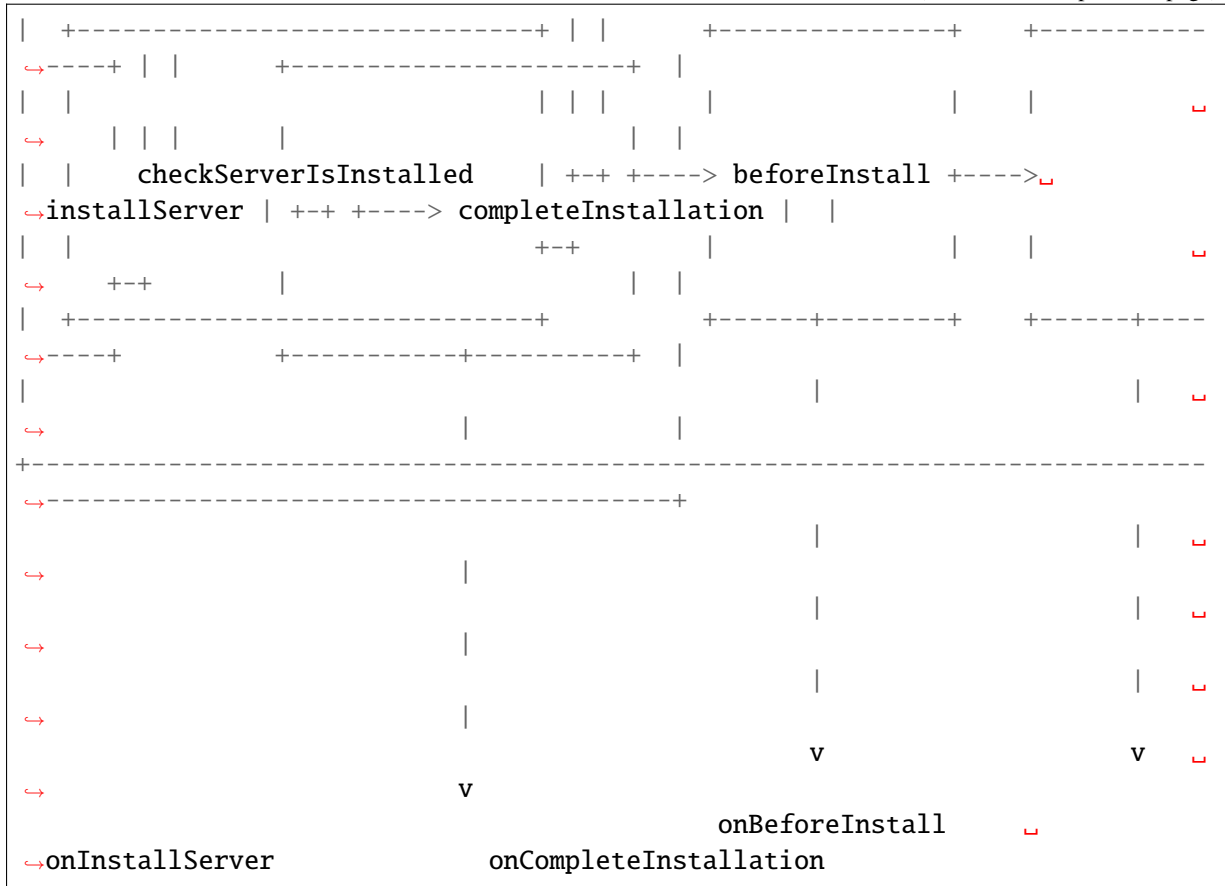 |  +------------------------------+ | |      +---------------+    +-----------
↪----+ | |      +----------------------+  |
|  |                              | | |      |               |    |          ␣
↪    | | |      |                      |  |
|  |    checkServerIsInstalled    | +-+ +----> beforeInstall +---->␣
↪installServer | +-+ +----> completeInstallation |  |
|  |                              +-+        |               |    |          ␣
↪    +-+        |                      |  |
|  +------------------------------+          +------+--------+    +------+----
↪----+          +-----------+----------+  |
|                                                   |                    |   ␣
↪                           |             |
+-----------------------------------------------------------------------------
↪-----------------------------------------+
                                                    |                    |   ␣
↪                           |
                                                    |                    |   ␣
↪                           |
                                                    |                    |   ␣
↪                           |
                                                    v                    v   ␣
↪                           v
                                              onBeforeInstall     ␣
↪onInstallServer              onCompleteInstallation